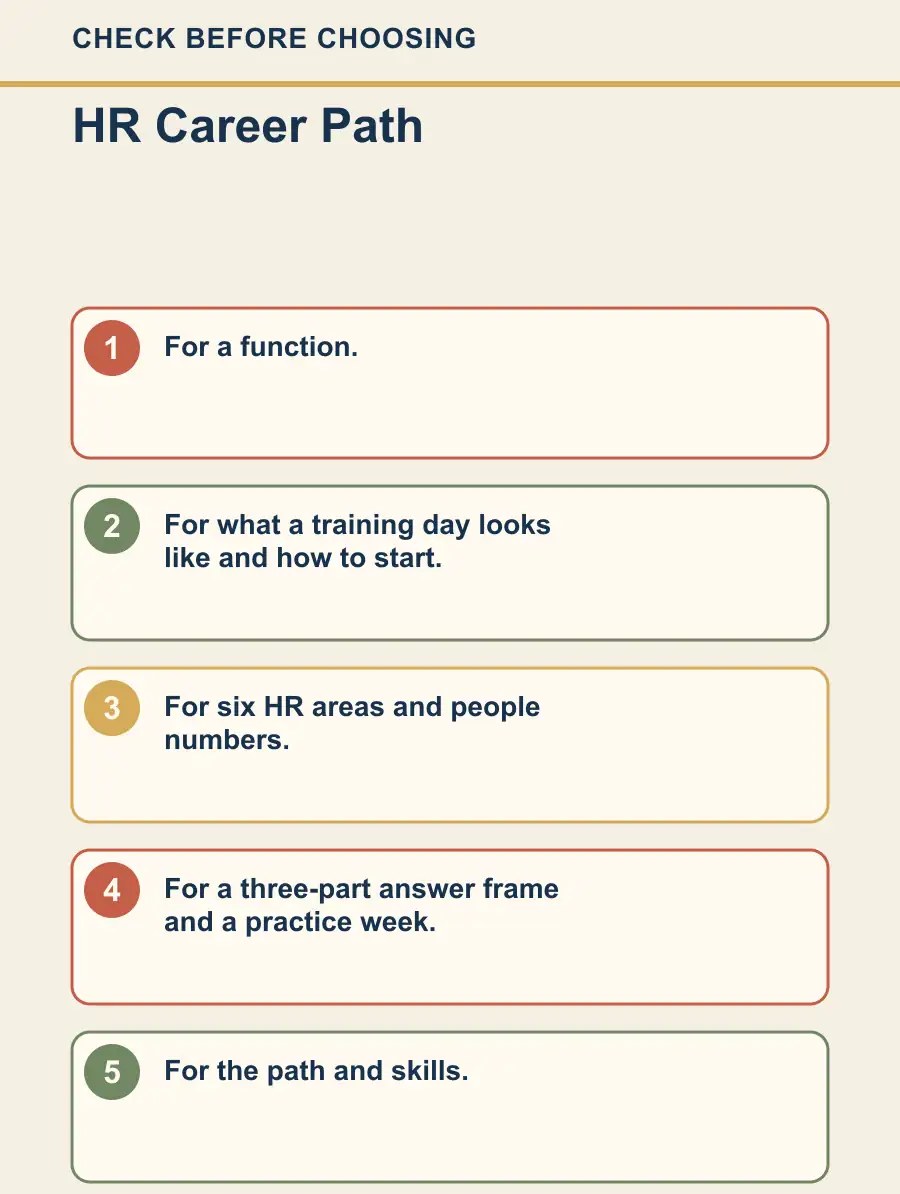 CHECK BEFORE CHOOSING
HR Career Path
1
For a function.
2
For what a training day looks
like and how to start.
3
For six HR areas and people
numbers.
4
For a three-part answer frame
and a practice week.
5
For the path and skills.